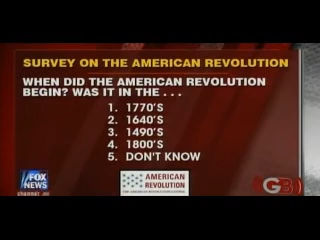 SURVEY ON THE AMERICAN REVOLUTION
WHEN DID THE AMERICAN REVOLUTION
BEGIN? WAS IT IN THE . . .
1. 1770'S
2. 1640'S
3. 1490'S
4. 1800'S
5. DON'T KNOW
FOX
NEWS
channel
AMERICAN
REVOLUTION
GB